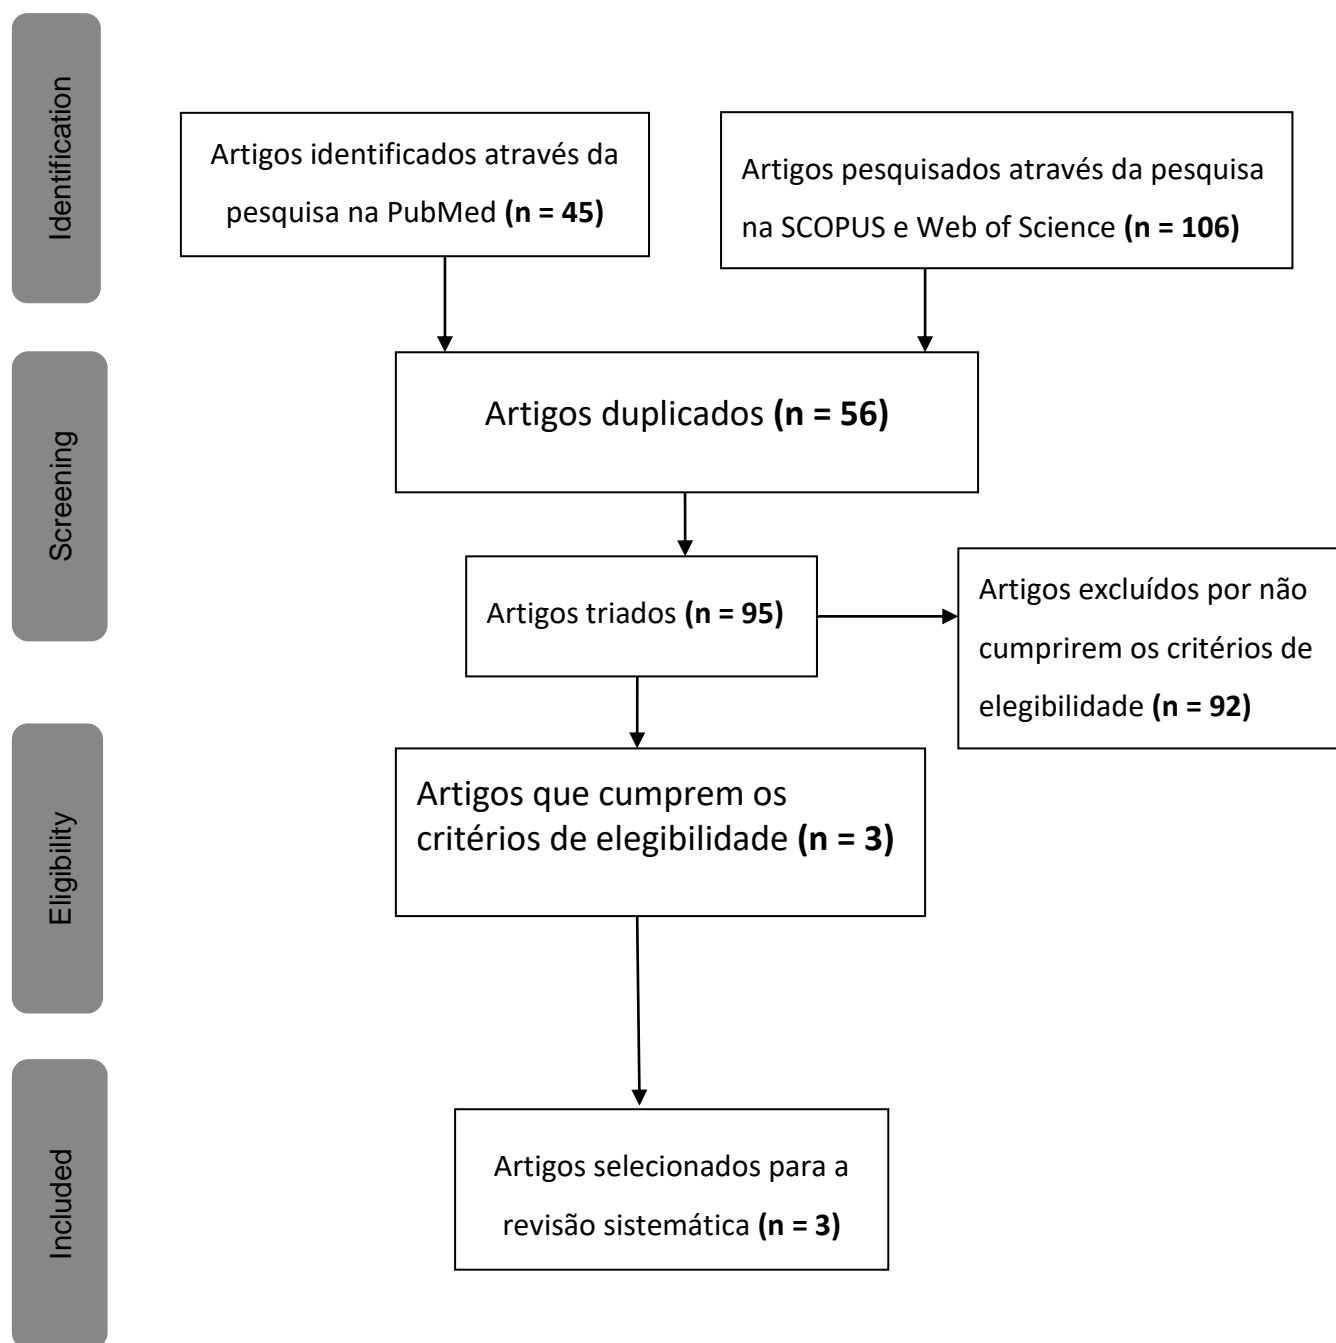 Identification
Artigos identificados através da
pesquisa na PubMed (n = 45)
Artigos pesquisados através da pesquisa
na SCOPUS e Web of Science (n = 106)
Screening
Artigos duplicados (n = 56)
Artigos triados (n = 95)
Artigos excluídos por não
cumprirem os critérios de
elegibilidade (n = 92)
Eligibility
Artigos que cumprem os
critérios de elegibilidade (n = 3)
Included
Artigos selecionados para a
revisão sistemática (n = 3)